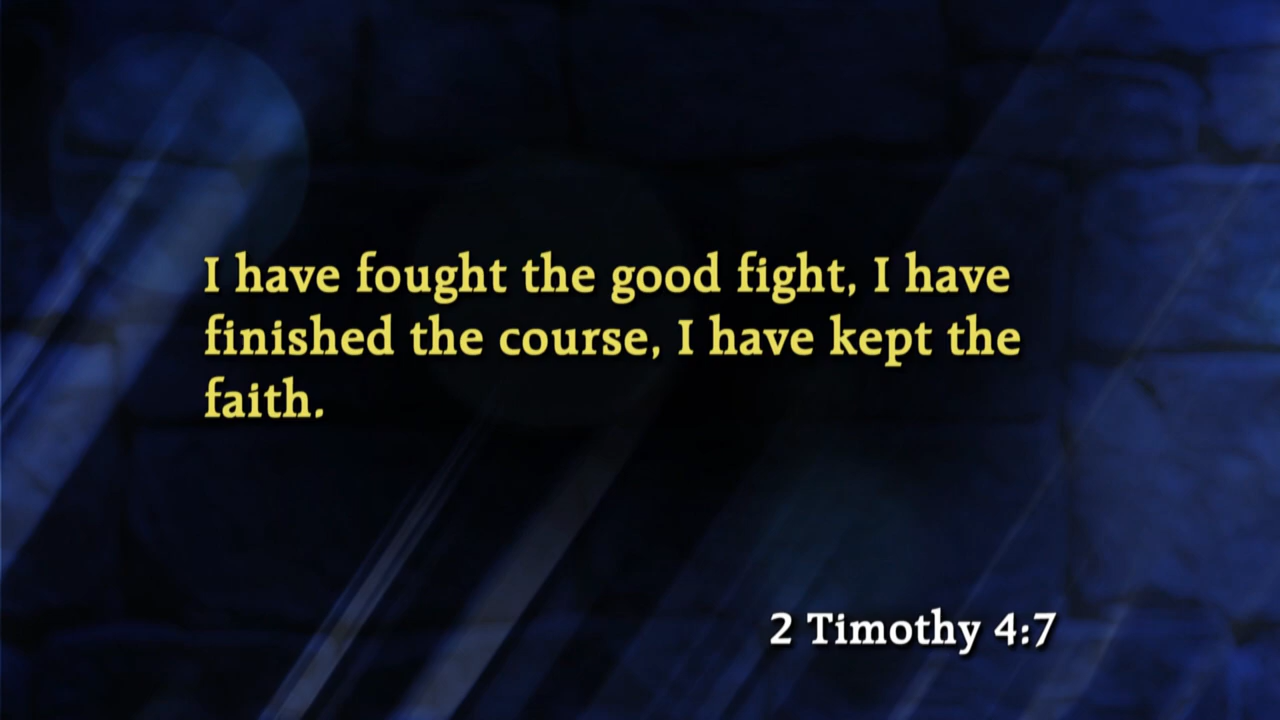 I have fought the good fight, I have
finished the course, I have kept the
faith.
2 Timothy 4:7